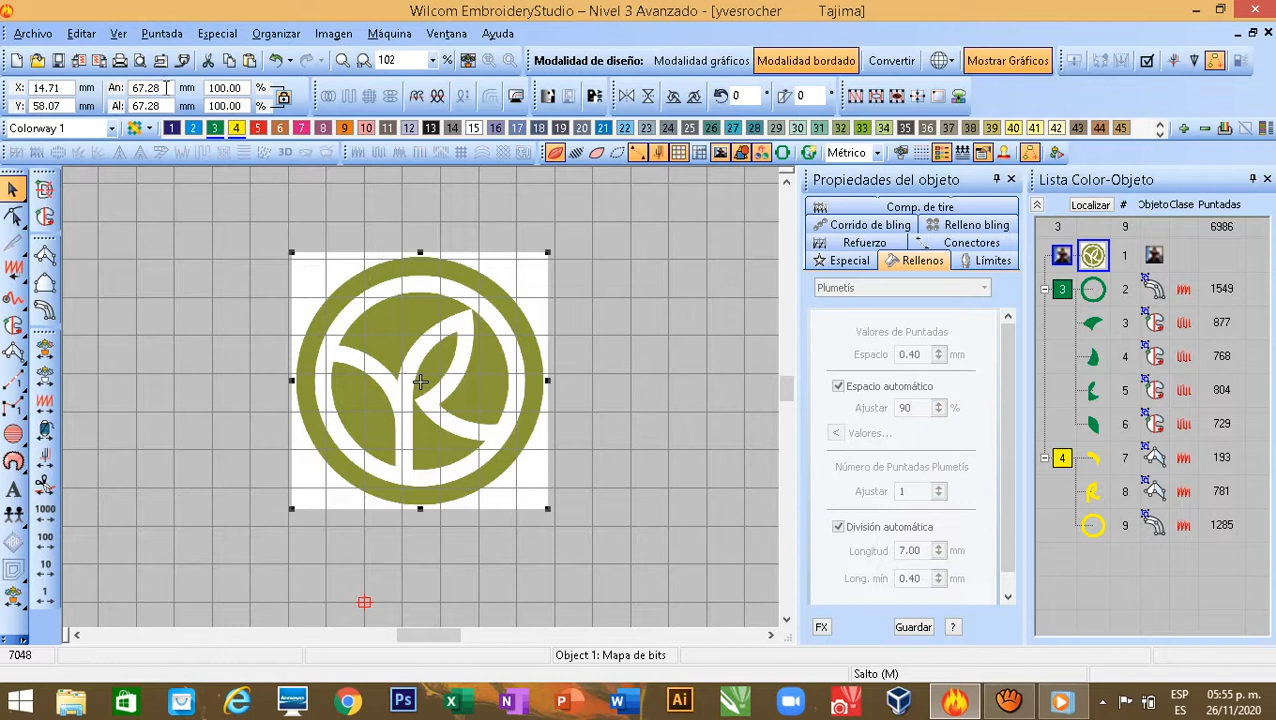 Wilcom EmbroideryStudio – Nivel 3 Avanzado - [yvesrocher Tajima]
Archivo Editar Ver Puntada Especial Organizar Imagen Máquina Ventana Ayuda
102 Modalidad de diseño: Modalidad gráficos Modalidad bordado Convertir Mostrar Gráficos
X: 14.71 mm An: 67.28 mm 100.00 % 0 0
Y: 58.07 mm Al: 67.28 mm 100.00 %
Colorway 1 1 2 3 4 5 6 7 8 9 10 11 12 13 14 15 16 17 18 19 20 21 22 23 24 25 26 27 28 29 30 31 32 33 34 35 36 37 38 39 40 41 42 43 44 45
3D Métrico
Propiedades del objeto
Comp. de tire
Corrido de bling Relleno bling
Refuerzo Conectores
Especial Rellenos Límites
Plumetís
Valores de Puntadas
Espacio 0.40 mm
Espacio automático
Ajustar 90 %
< Valores...
Número de Puntadas Plumetís
Ajustar 1
División automática
Longitud 7.00 mm
Long. mín 0.40 mm
FX Guardar ?
Lista Color-Objeto
Localizar # Objeto Clase Puntadas
3 9 6986
1
3 2 1549
3 877
4 768
5 804
6 729
4 7 193
8 781
9 1285
A
1000
100
10
1
7048 Object 1: Mapa de bits
Salto (M)
ESP 05:55 p. m.
ES 26/11/2020